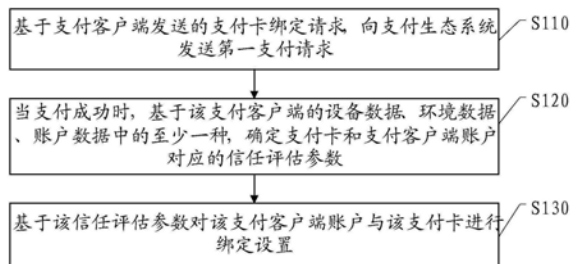 基于支付客户端发送的支付卡绑定请求，向支付生态系统
发送第一支付请求
S110
当支付成功时，基于该支付客户端的设备数据、环境数据
、账户数据中的至少一种，确定支付卡和支付客户端账户
对应的信任评估参数
S120
基于该信任评估参数对该支付客户端账户与该支付卡进行
绑定设置
S130